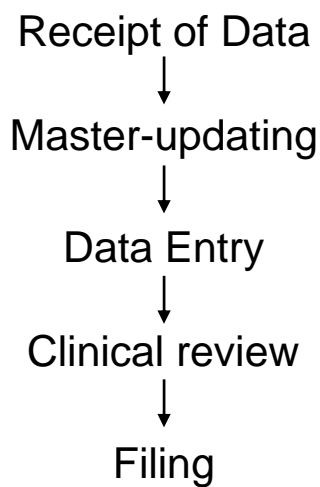 Receipt of Data
Master-updating
Data Entry
Clinical review
Filing